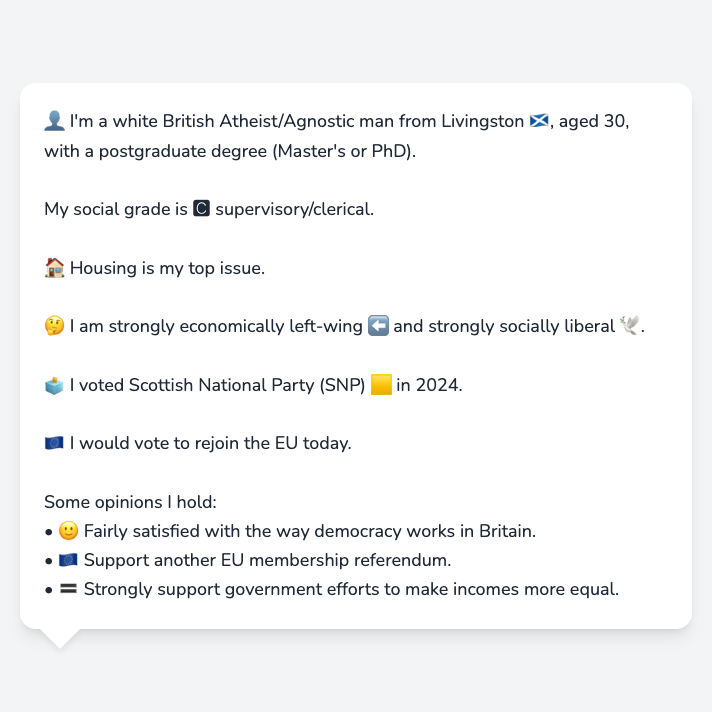 👤 I'm a white British Atheist/Agnostic man from Livingston 🏴󠁧󠁢󠁳󠁣󠁴󠁿, aged 30,
with a postgraduate degree (Master's or PhD).
My social grade is 🅲 supervisory/clerical.
🏠 Housing is my top issue.
🤔 I am strongly economically left-wing ⬅️ and strongly socially liberal 🕊️.
🗳️ I voted Scottish National Party (SNP) 🟨 in 2024.
🇪🇺 I would vote to rejoin the EU today.
Some opinions I hold:
• 🙂 Fairly satisfied with the way democracy works in Britain.
• 🇪🇺 Support another EU membership referendum.
• 🟰 Strongly support government efforts to make incomes more equal.